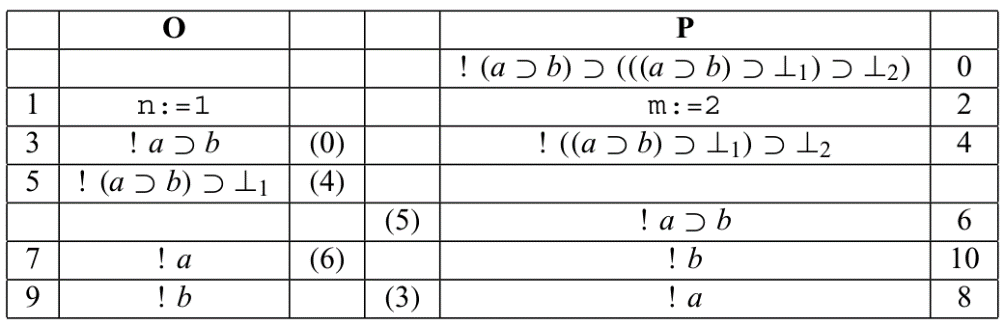 O P
! (a ⊃ b) ⊃ (((a ⊃ b) ⊃ ⊥₁) ⊃ ⊥₂) 0
1 n:=1 m:=2 2
3 ! a ⊃ b (0) ! ((a ⊃ b) ⊃ ⊥₁) ⊃ ⊥₂ 4
5 ! (a ⊃ b) ⊃ ⊥₁ (4)
(5) ! a ⊃ b 6
7 ! a (6) ! b 10
9 ! b (3) ! a 8